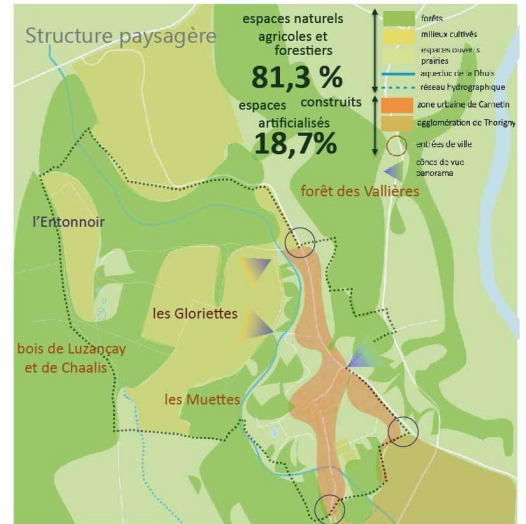 Structure paysagère
espaces naturels
agricoles et
forestiers
81,3 %
espaces construits
artificialisés
18,7%
forêts
milieux cultivés
espaces ouverts
prairies
aqueduc de la Dhuis
réseau hydrographique
zone urbaine de Carnetin
agglomération de Thorigny
entrées de ville
cônes de vue
panorama
forêt des Vallières
l'Entonnoir
les Gloriettes
bois de Luzançay
et de Chaalis
les Muettes